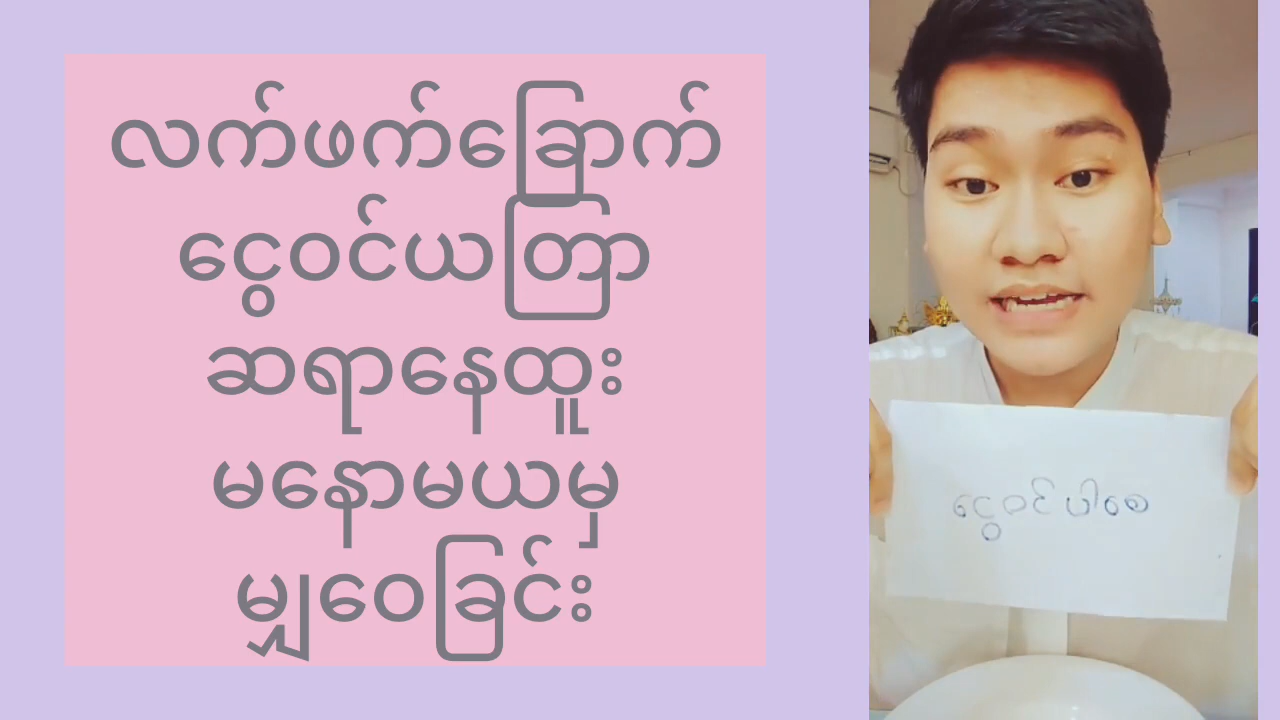 လက်ဖက်ခြောက်
ငွေဝင်ယတြာ
ဆရာနေထူး
မနောမယမှ
မျှဝေခြင်း
ငွေဝင်ပါစေ